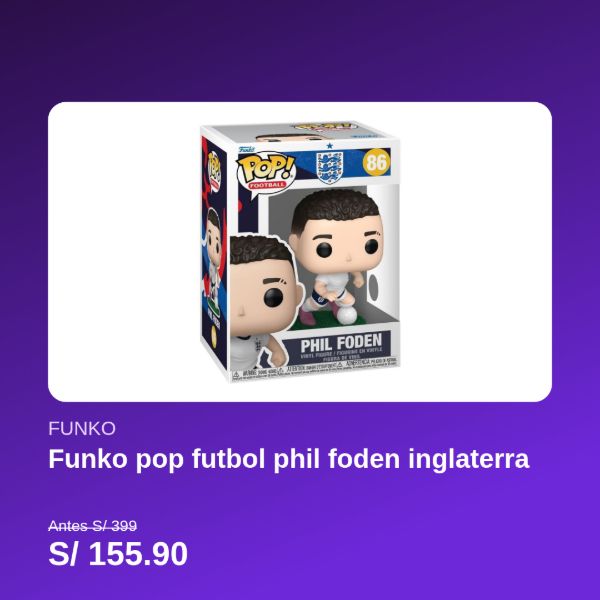 Funko
POP!
FOOTBALL
86
PHIL FODEN
VINYL FIGURE / FIGURINE EN VINYLE
FIGURA DE VINIL
FUNKO
Funko pop futbol phil foden inglaterra
Antes S/ 399
S/ 155.90